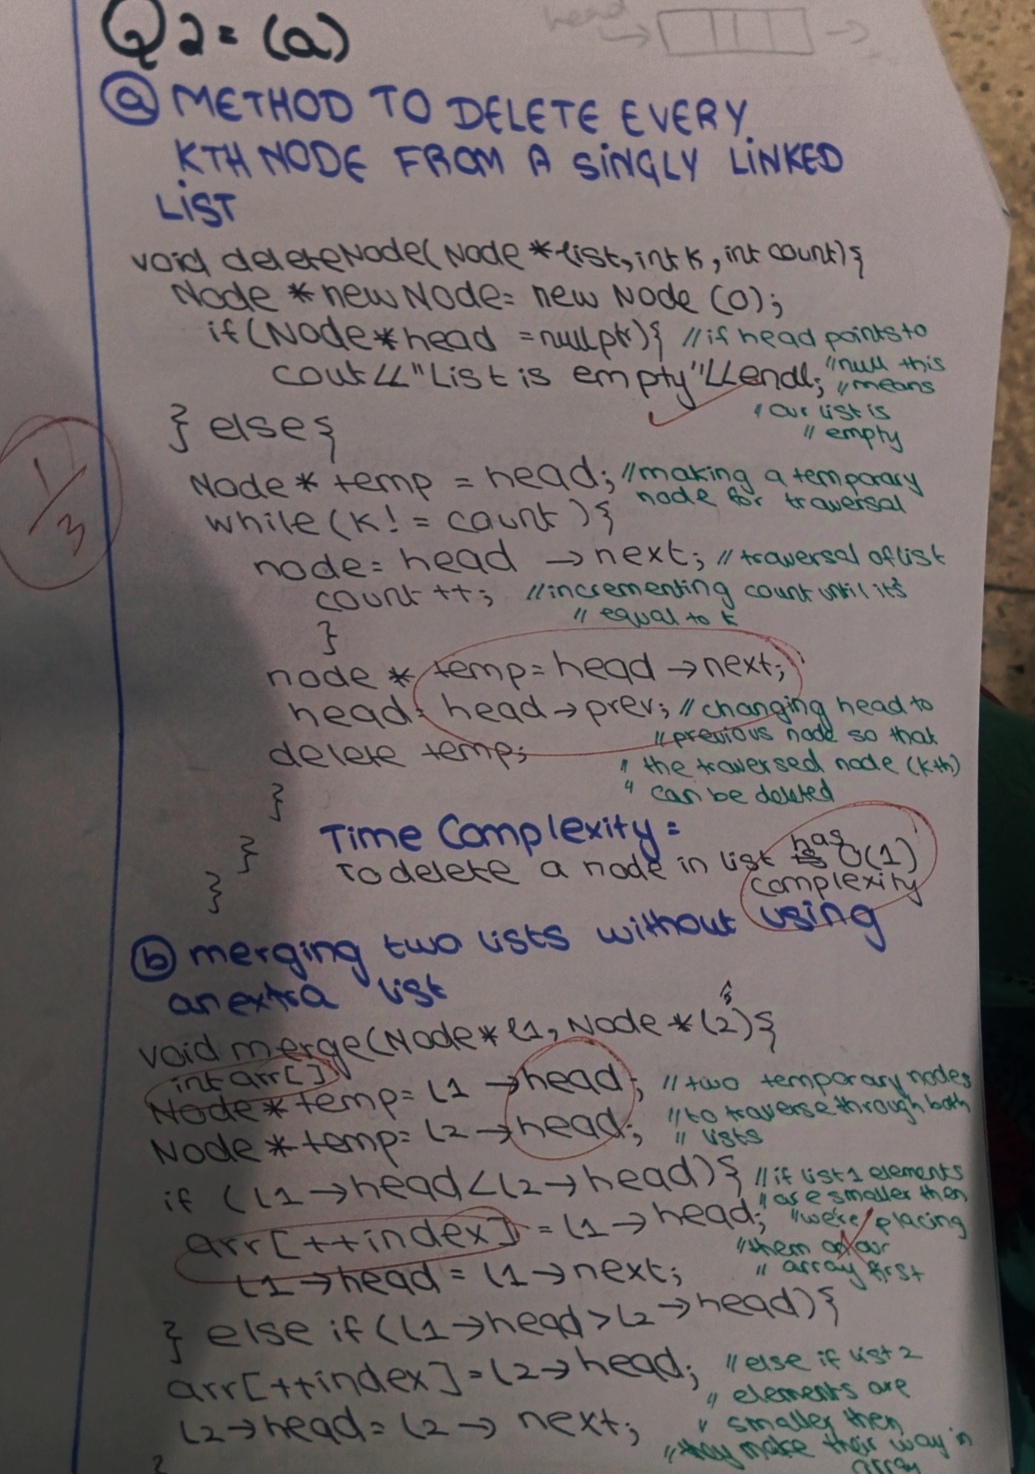 Q2=(a)
head
ⓐ METHOD TO DELETE EVERY
KTH NODE FROM A SINGLY LINKED
LIST
void deleteNode(Node *list, int k, int count){
Node *newNode= new Node (0);
if(Node*head =nullptr){ //if head points to
cout<<"List is empty"<<endl; //null this
//means
// our list is
// empty
} else{
Node* temp = head; //making a temporary
node for traversal
while(k! = count){
node= head →next; // traversal of list
count ++; //incrementing count until it's
// equal to k
}
node * temp= head →next;
head= head→prev; // changing head to
// previous node so that
delete temp;
// the traversed node (kth)
// can be deleted
}
1/3
Time Complexity=
}
To delete a node in list has O(1)
complexity
}
ⓑ merging two lists without using
an extra list
void merge(Node* l1, Node *l2){
int arr[]
Node* temp= L1 →head; // two temporary nodes
Node *temp= L2→head; //to traverse through both
// lists
if (L1→head<L2→head){ //if list1 elements
// are smaller then
arr[++index] = L1→head; //we're placing
//them our
// array first
L1→head = L1→next;
} else if(L1→head>L2→head){
arr[++index]=L2→head; //else if list 2
// elements are
L2→head= L2→ next; // smaller then
//they make their way in
array
}